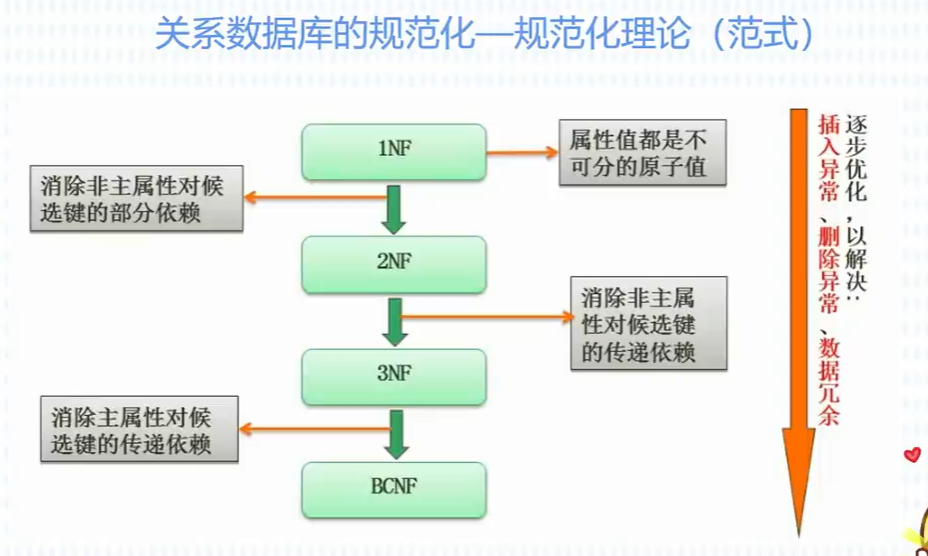 关系数据库的规范化—规范化理论（范式）
1NF
属性值都是不
可分的原子值
消除非主属性对候
选键的部分依赖
2NF
消除非主属
性对候选键
的传递依赖
3NF
消除主属性对候
选键的传递依赖
BCNF
逐步优化,以解决:
插入异常、删除异常、数据冗余